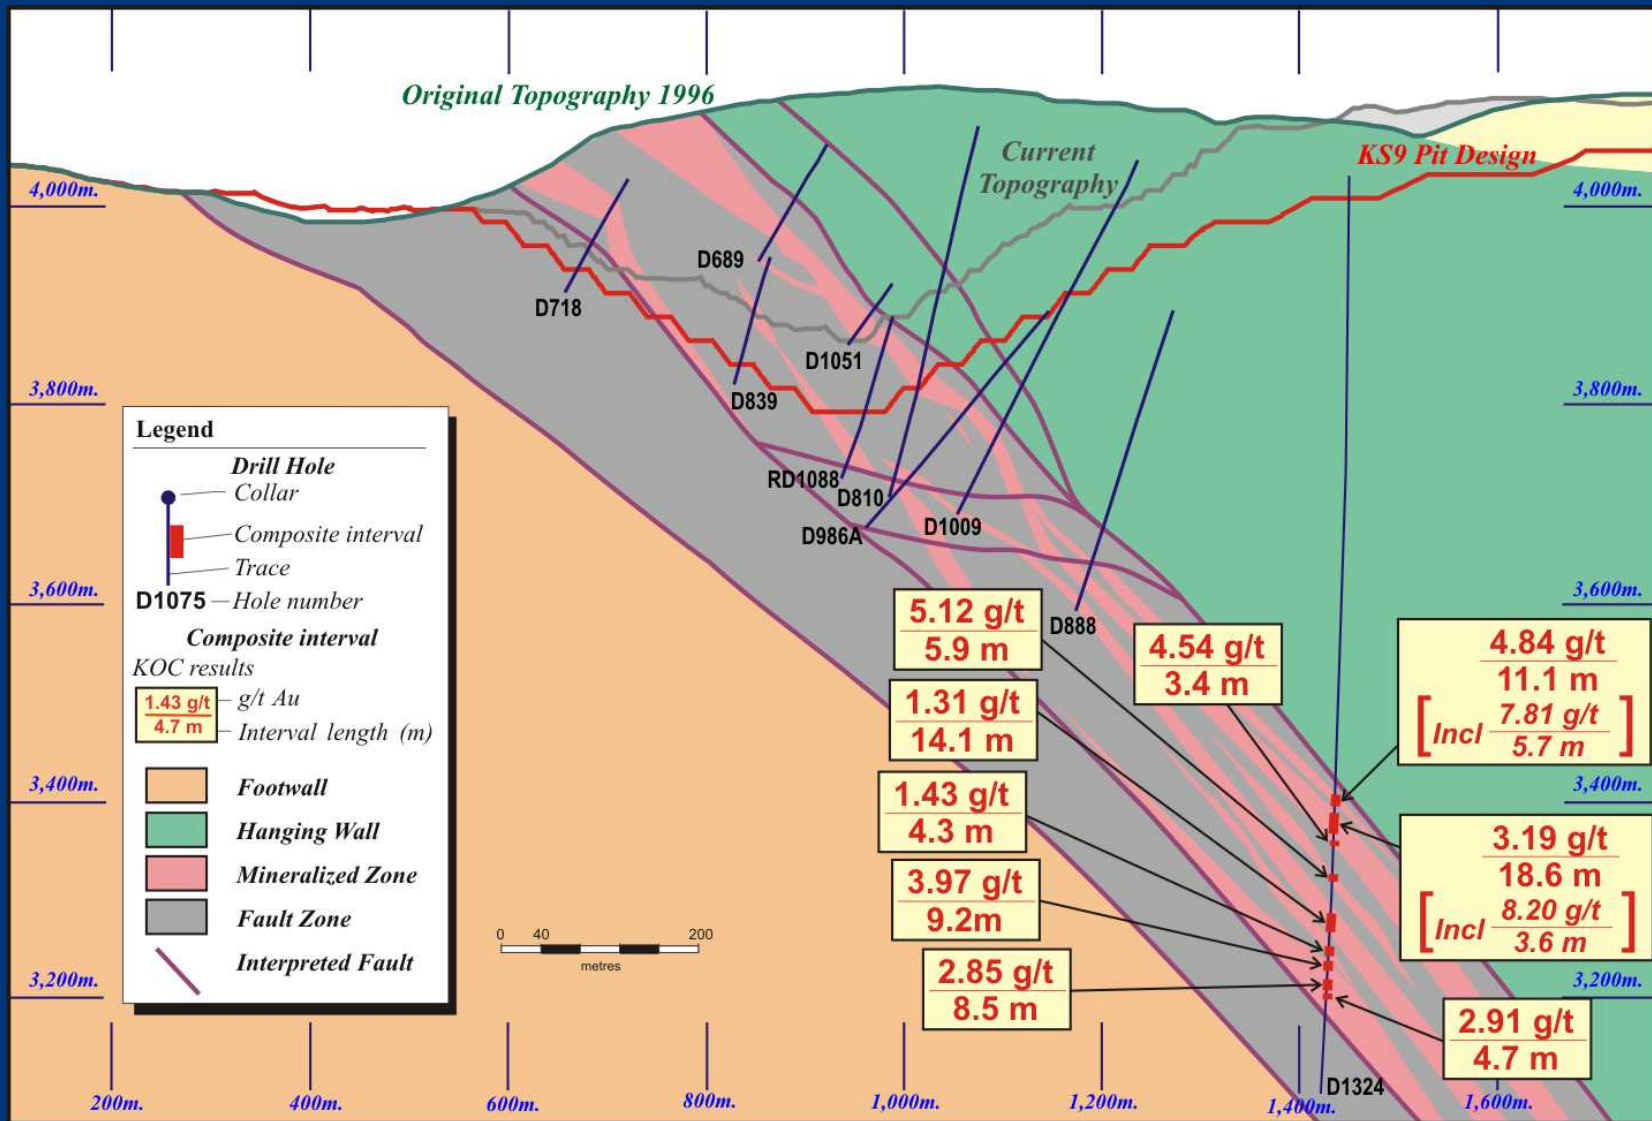 Original Topography 1996
Current
Topography
KS9 Pit Design
4,000m.
4,000m.
D689
D718
D1051
D839
3,800m.
3,800m.
RD1088
D810
D986A
D1009
D888
3,600m.
3,600m.
Legend
Drill Hole
Collar
Composite interval
Trace
D1075 Hole number
Composite interval
KOC results
1.43 g/t
4.7 m
g/t Au
Interval length (m)
Footwall
Hanging Wall
Mineralized Zone
Fault Zone
Interpreted Fault
5.12 g/t
5.9 m
4.54 g/t
3.4 m
4.84 g/t
11.1 m
[Incl 7.81 g/t
5.7 m]
1.31 g/t
14.1 m
3,400m.
3,400m.
1.43 g/t
4.3 m
3.19 g/t
18.6 m
[Incl 8.20 g/t
3.6 m]
3.97 g/t
9.2m
0 40 200
metres
2.85 g/t
8.5 m
3,200m.
3,200m.
2.91 g/t
4.7 m
D1324
200m.
400m.
600m.
800m.
1,000m.
1,200m.
1,400m.
1,600m.